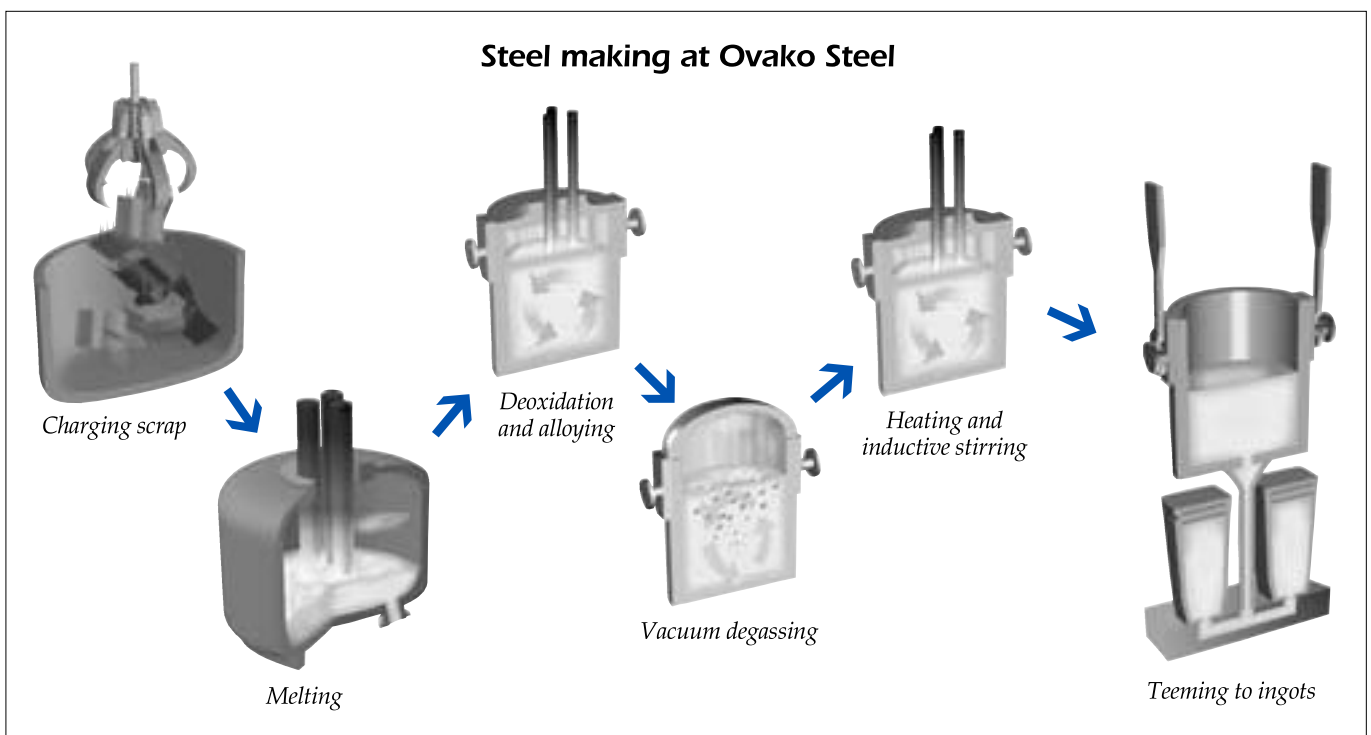 Steel making at Ovako Steel
Charging scrap
Melting
Deoxidation
and alloying
Vacuum degassing
Heating and
inductive stirring
Teeming to ingots